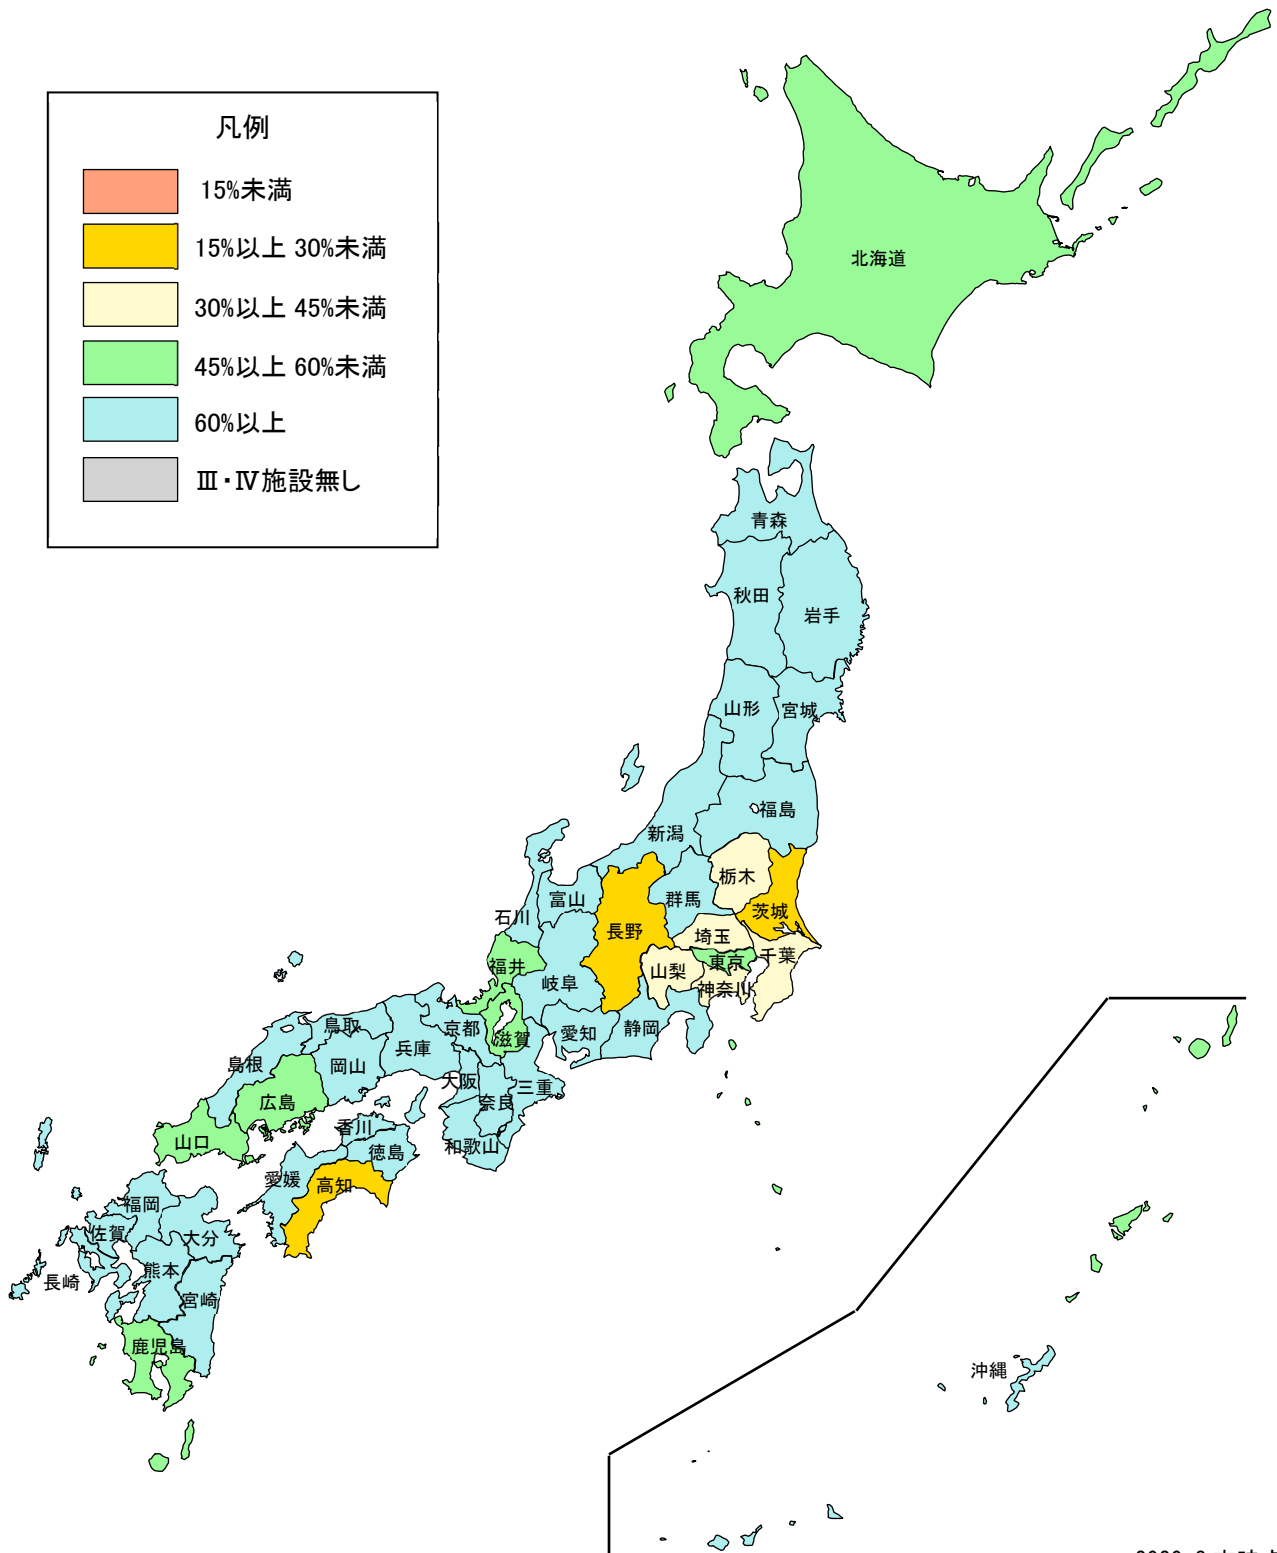 凡例
15%未満
15%以上 30%未満
30%以上 45%未満
45%以上 60%未満
60%以上
Ⅲ・Ⅳ施設無し
北海道
青森
秋田
岩手
山形
宮城
福島
新潟
栃木
群馬
富山
茨城
石川
長野
埼玉
千葉
東京
福井
山梨
岐阜
神奈川
鳥取
京都
滋賀
愛知
静岡
兵庫
島根
岡山
大阪
三重
広島
奈良
香川
山口
和歌山
徳島
愛媛
高知
福岡
佐賀
大分
熊本
長崎
宮崎
鹿児島
沖縄